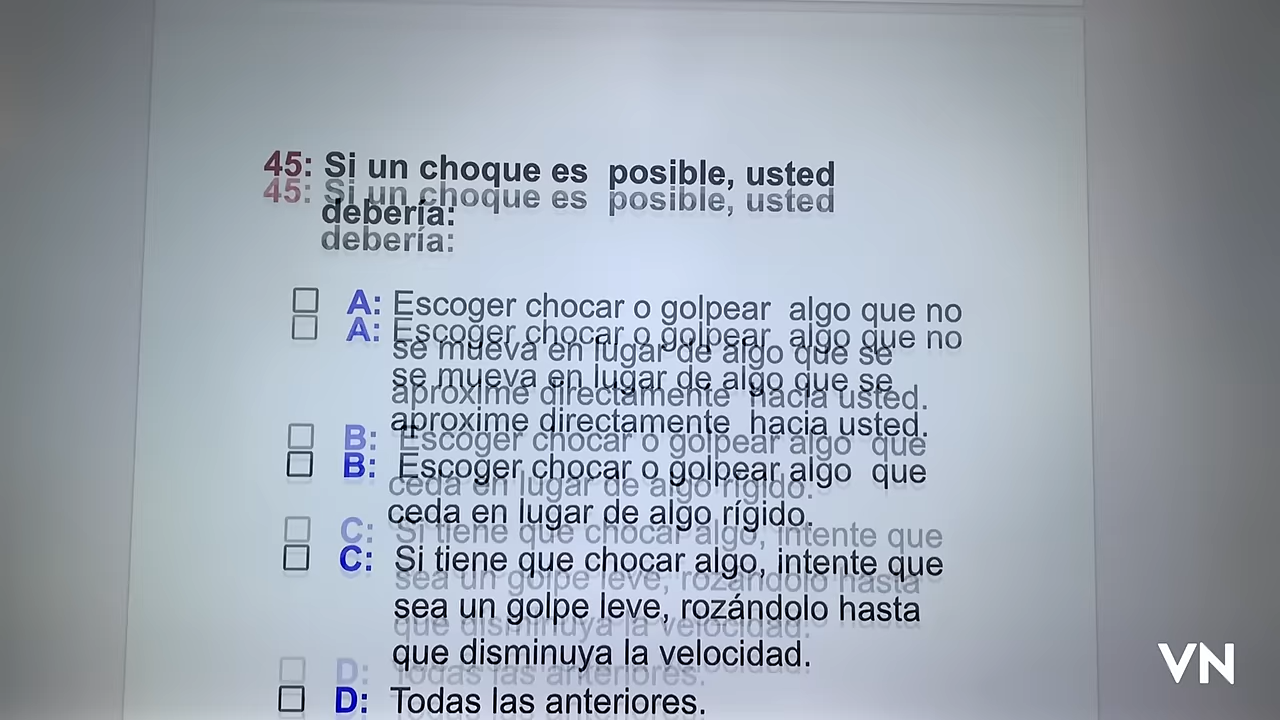 45: Si un choque es posible, usted
debería:
A: Escoger chocar o golpear algo que no
se mueva en lugar de algo que se
aproxime directamente hacia usted.
B: Escoger chocar o golpear algo que
ceda en lugar de algo rígido.
C: Si tiene que chocar algo, intente que
sea un golpe leve, rozándolo hasta
que disminuya la velocidad.
D: Todas las anteriores.
VN